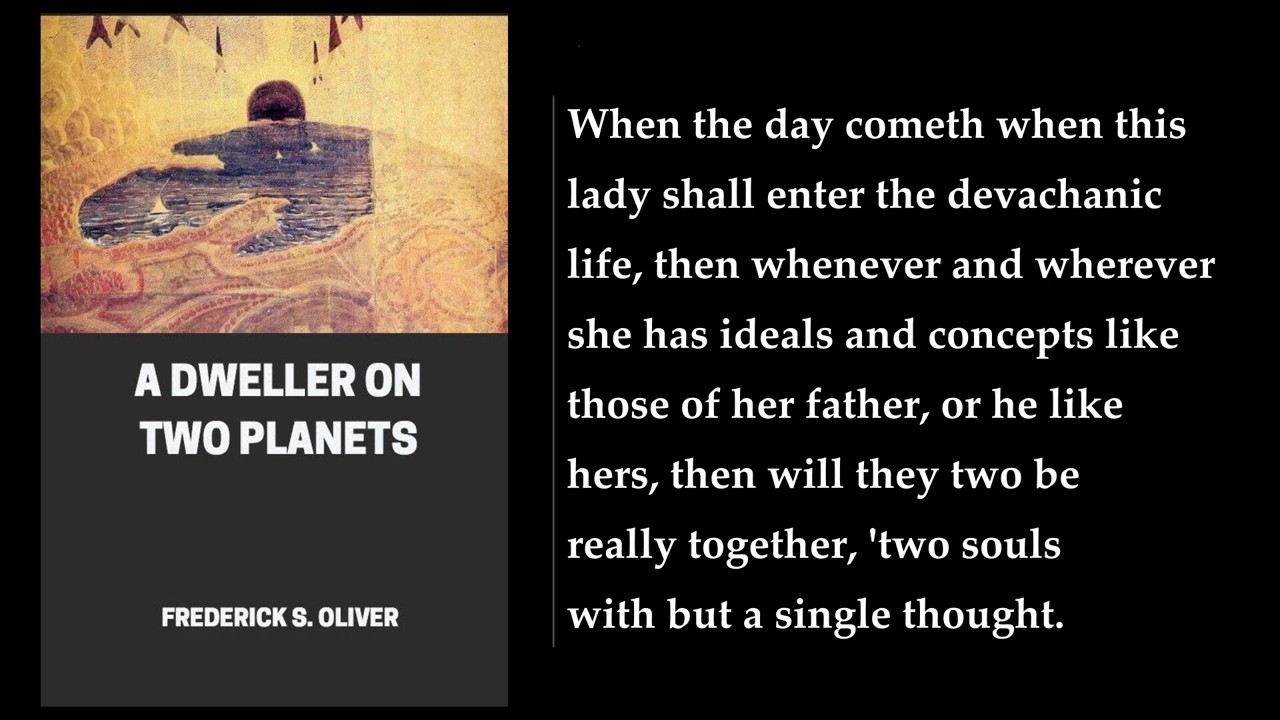 A DWELLER ON
TWO PLANETS
FREDERICK S. OLIVER
When the day cometh when this
lady shall enter the devachanic
life, then whenever and wherever
she has ideals and concepts like
those of her father, or he like
hers, then will they two be
really together, 'two souls
with but a single thought.